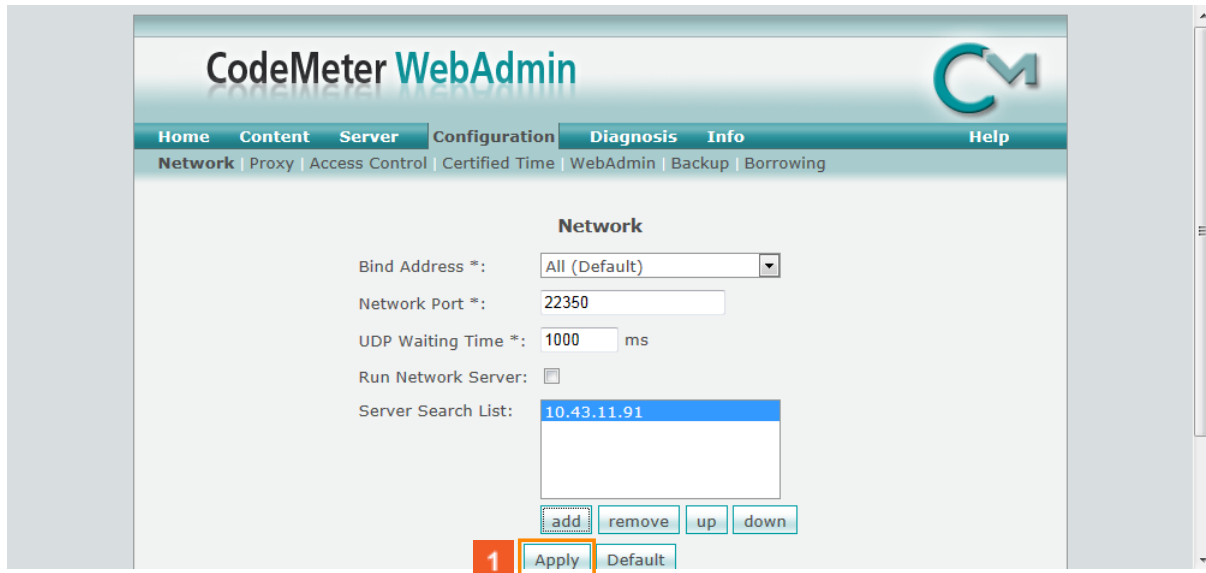 CodeMeter WebAdmin
CM
Home Content Server Configuration Diagnosis Info Help
Network | Proxy | Access Control | Certified Time | WebAdmin | Backup | Borrowing
Network
Bind Address *: All (Default)
Network Port *: 22350
UDP Waiting Time *: 1000 ms
Run Network Server:
Server Search List: 10.43.11.91
add remove up down
1 Apply Default